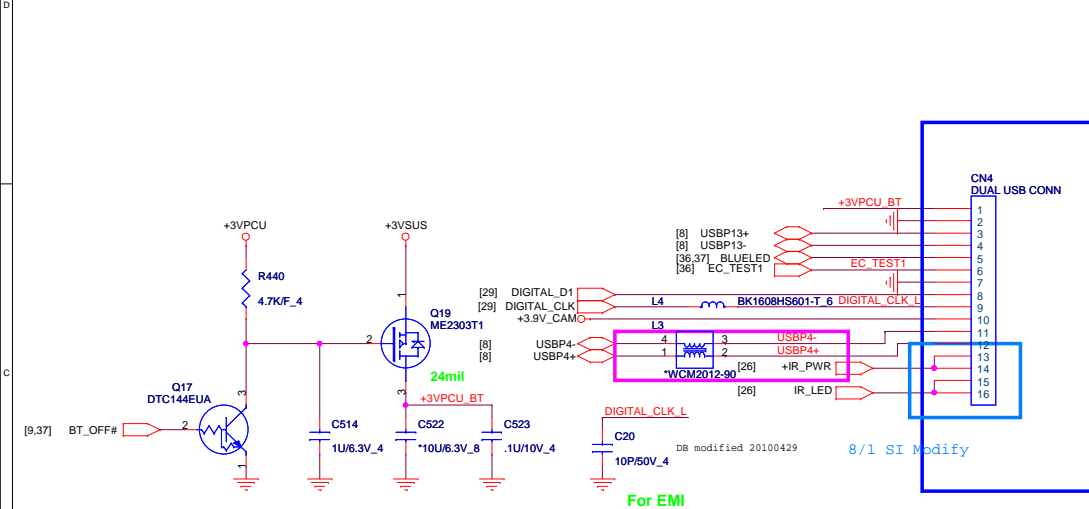 D
C
CN4
DUAL USB CONN
+3VPCU_BT
1
2
[8] USBP13+
3
[8] USBP13-
4
[36,37] BLUELED
5
[36] EC_TEST1
EC_TEST1
6
7
[29] DIGITAL_D1
8
[29] DIGITAL_CLK
L4
BK1608HS601-T_6
DIGITAL_CLK_L
9
+3.9V_CAM
10
L3
11
[8] USBP4-
4
3
USBP4-
12
[8] USBP4+
1
2
USBP4+
13
*WCM2012-90
[26] +IR_PWR
14
15
[26] IR_LED
16
8/1 SI Modify
+3VPCU
+3VSUS
R440
4.7K/F_4
1
Q19
ME2303T1
2
24mil
3
+3VPCU_BT
Q17
DTC144EUA
3
[9,37] BT_OFF#
2
1
C514
1U/6.3V_4
C522
*10U/6.3V_8
C523
.1U/10V_4
DIGITAL_CLK_L
C20
10P/50V_4
DB modified 20100429
For EMI